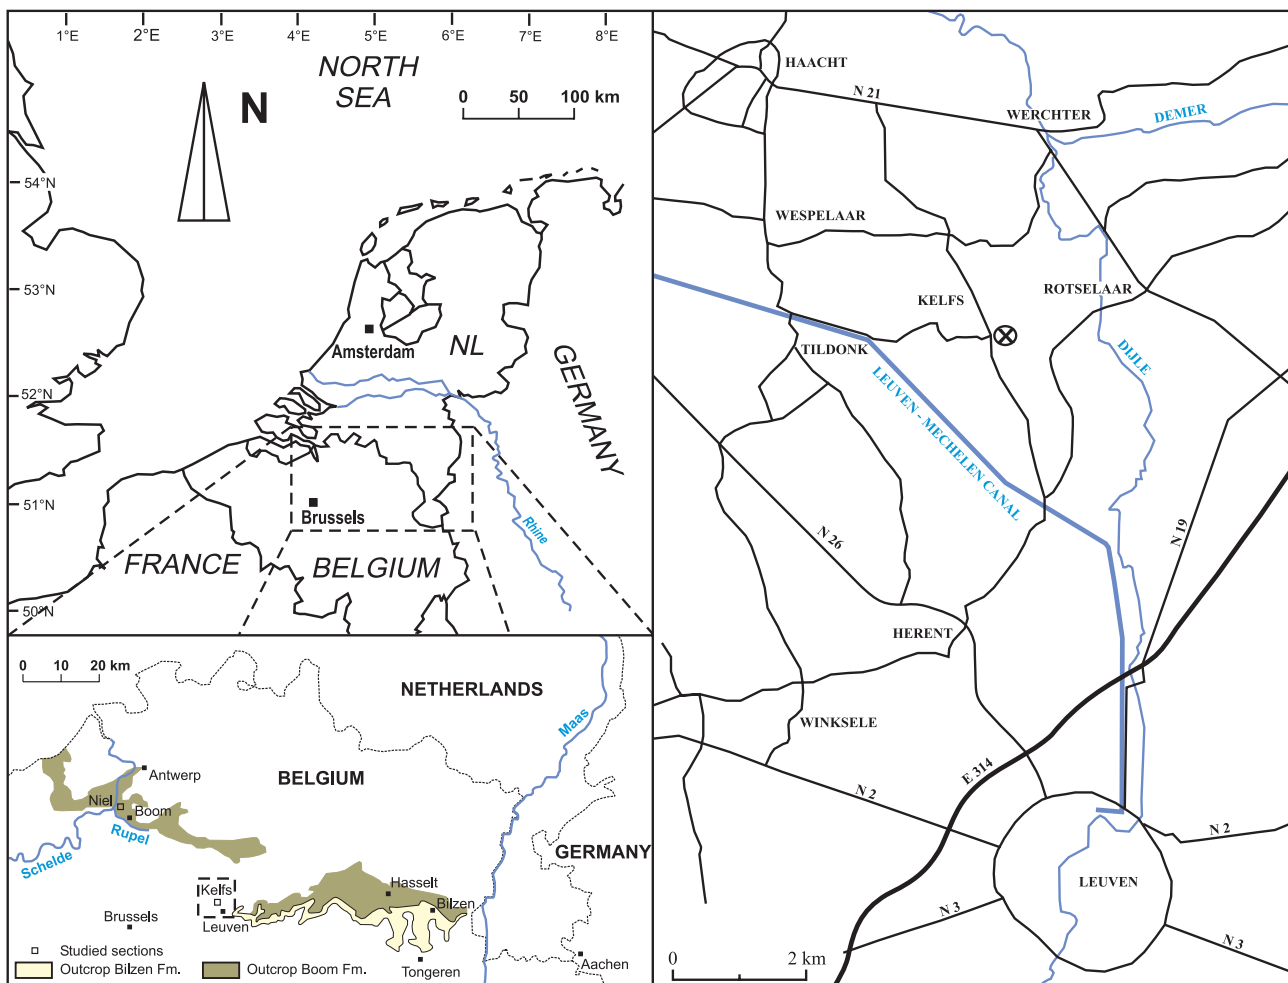 1°E 2°E 3°E 4°E 5°E 6°E 7°E 8°E
NORTH
SEA
N
0 50 100 km
54°N
53°N
52°N
51°N
50°N
Amsterdam
NL
GERMANY
Brussels
Rhine
FRANCE
BELGIUM
0 10 20 km
NETHERLANDS
Maas
BELGIUM
Antwerp
Niel
Boom
Rupel
Schelde
GERMANY
Hasselt
Kelfs
Bilzen
Leuven
Brussels
Studied sections
Outcrop Bilzen Fm.
Outcrop Boom Fm.
Tongeren
Aachen
HAACHT
N 21
WERCHTER
DEMER
WESPELAAR
KELFS
ROTSELAAR
TILDONK
DIJLE
LEUVEN - MECHELEN CANAL
N 26
N 19
HERENT
WINKSELE
E 314
N 2
N 2
LEUVEN
N 3
N 3
0 2 km